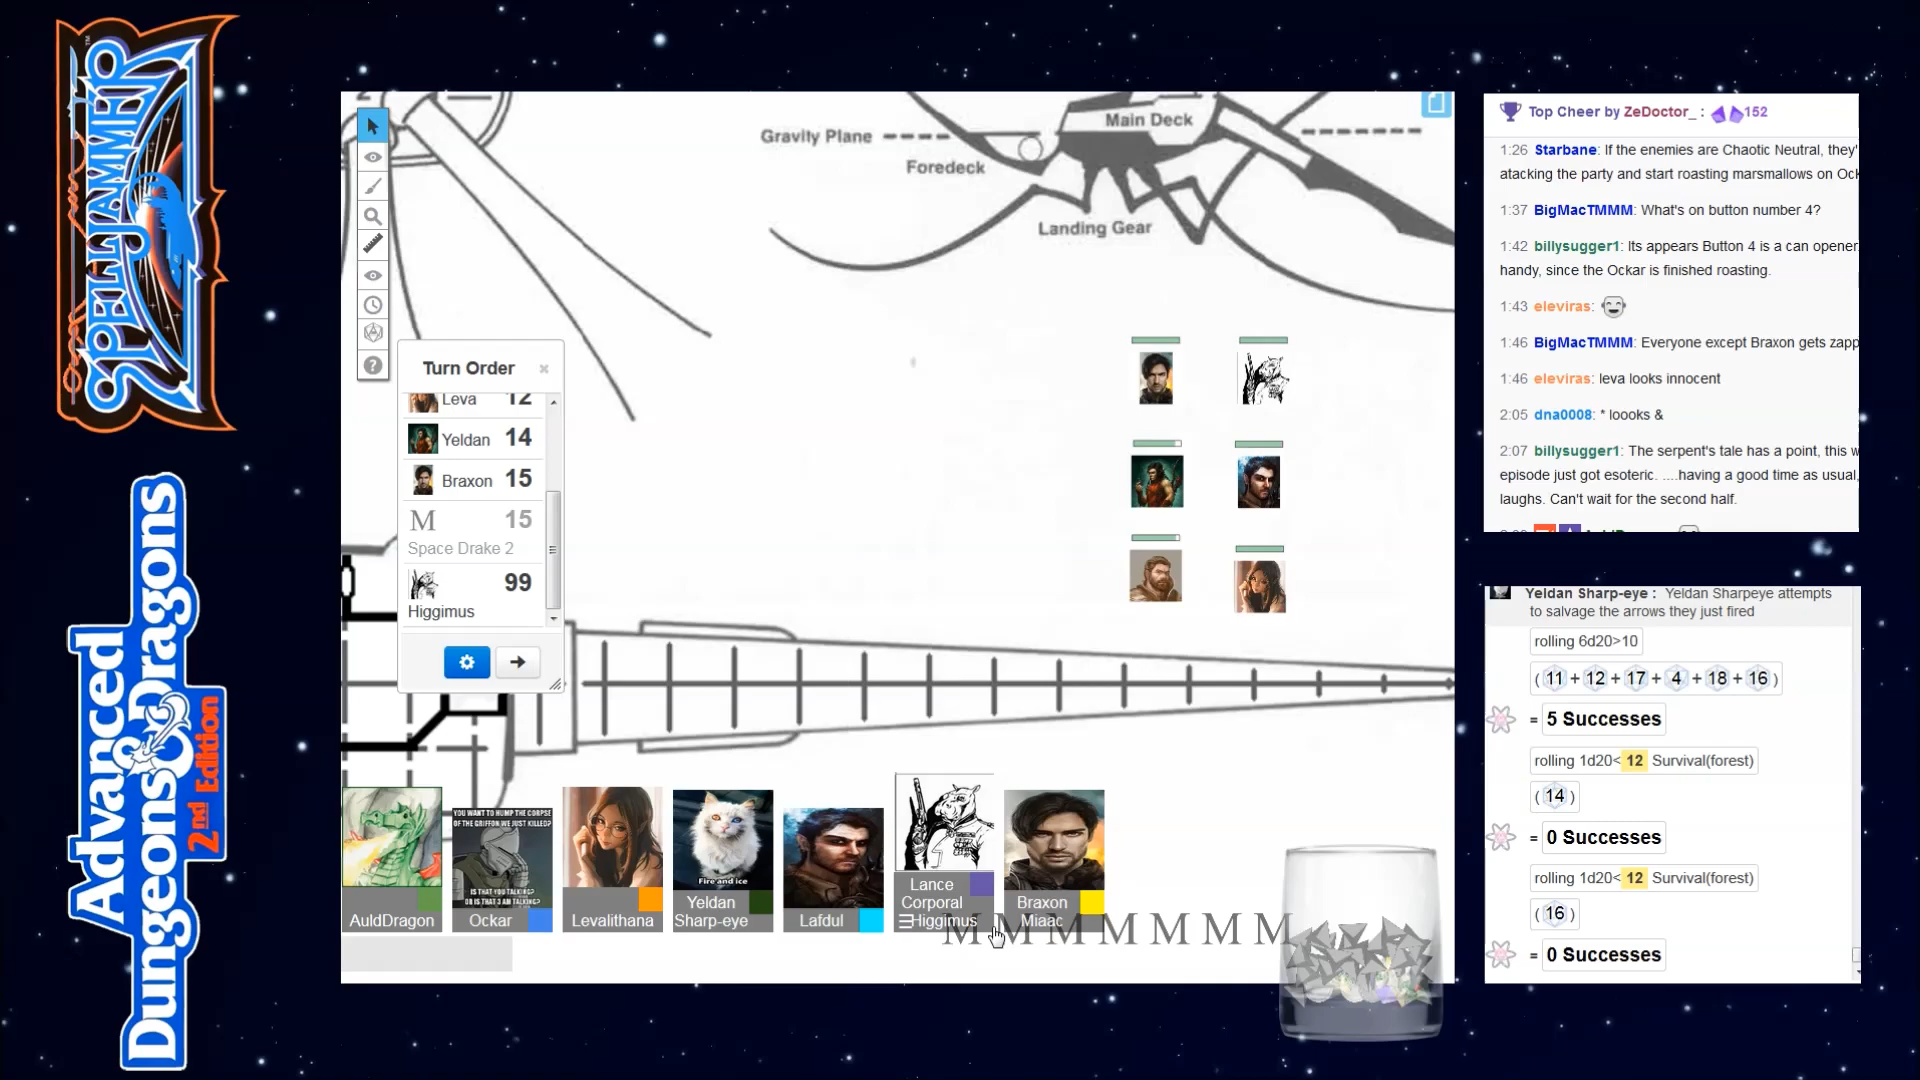 SPELLJAMMER
TM
Advanced
Dungeons & Dragons
2nd Edition
Gravity Plane
Main Deck
Foredeck
Landing Gear
Turn Order
×
Leva 12
Yeldan 14
Braxon 15
M 15
Space Drake 2
99
Higgimus
YOU WANT TO HUMP THE CORPSE
OF THE GRIFFON WE JUST KILLED?
IS THAT YOU TALKING?
OR IS THAT 3 AM TALKING?
Fire and ice
AuldDragon
Ockar
Levalithana
Yeldan
Sharp-eye
Lafdul
Lance
Corporal
Higgimus
Braxon
Miaac
M M M M M M M
Top Cheer by ZeDoctor_ : 152
1:26 Starbane: If the enemies are Chaotic Neutral, they'
attacking the party and start roasting marsmallows on Ock
1:37 BigMacTMMM: What's on button number 4?
1:42 billysugger1: Its appears Button 4 is a can opener
handy, since the Ockar is finished roasting.
1:43 eleviras:
1:46 BigMacTMMM: Everyone except Braxon gets zapp
1:46 eleviras: leva looks innocent
2:05 dna0008: * loooks &
2:07 billysugger1: The serpent's tale has a point, this w
episode just got esoteric. ....having a good time as usual,
laughs. Can't wait for the second half.
Yeldan Sharp-eye : Yeldan Sharpeye attempts
to salvage the arrows they just fired
rolling 6d20>10
(11+12+17+4+18+16)
= 5 Successes
rolling 1d20<12 Survival(forest)
(14)
= 0 Successes
rolling 1d20<12 Survival(forest)
(16)
= 0 Successes